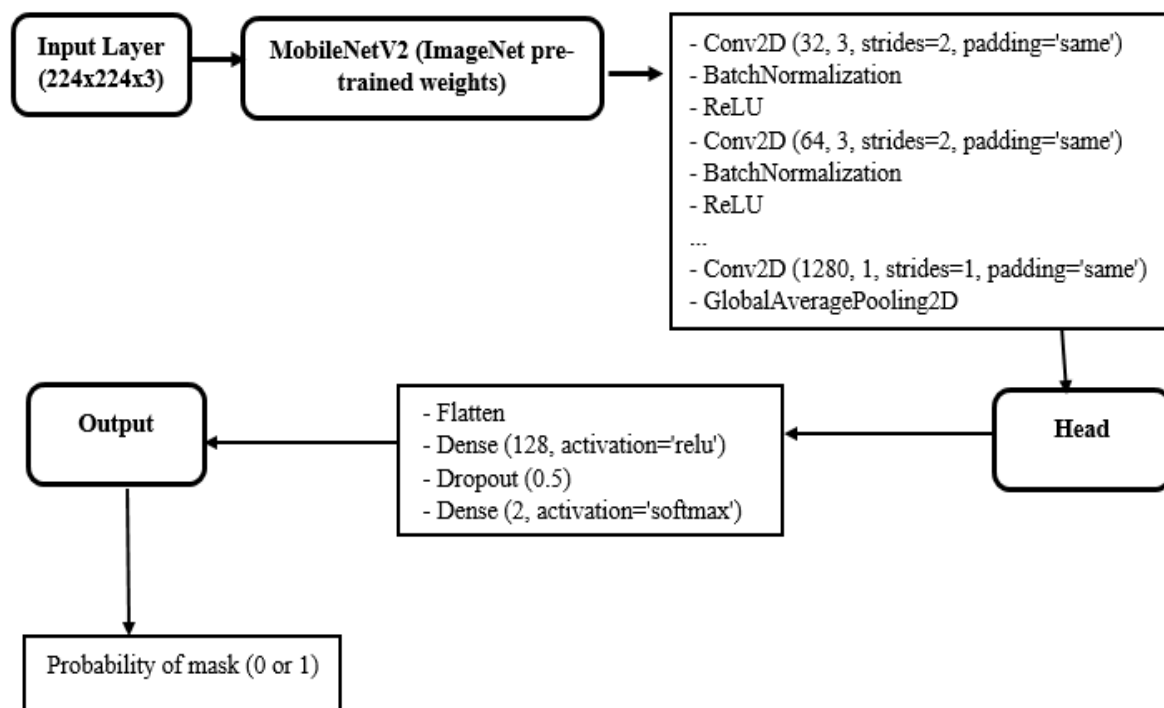 Input Layer
(224x224x3)
MobileNetV2 (ImageNet pre-
trained weights)
- Conv2D (32, 3, strides=2, padding='same')
- BatchNormalization
- ReLU
- Conv2D (64, 3, strides=2, padding='same')
- BatchNormalization
- ReLU
...
- Conv2D (1280, 1, strides=1, padding='same')
- GlobalAveragePooling2D
Head
- Flatten
- Dense (128, activation='relu')
- Dropout (0.5)
- Dense (2, activation='softmax')
Output
Probability of mask (0 or 1)